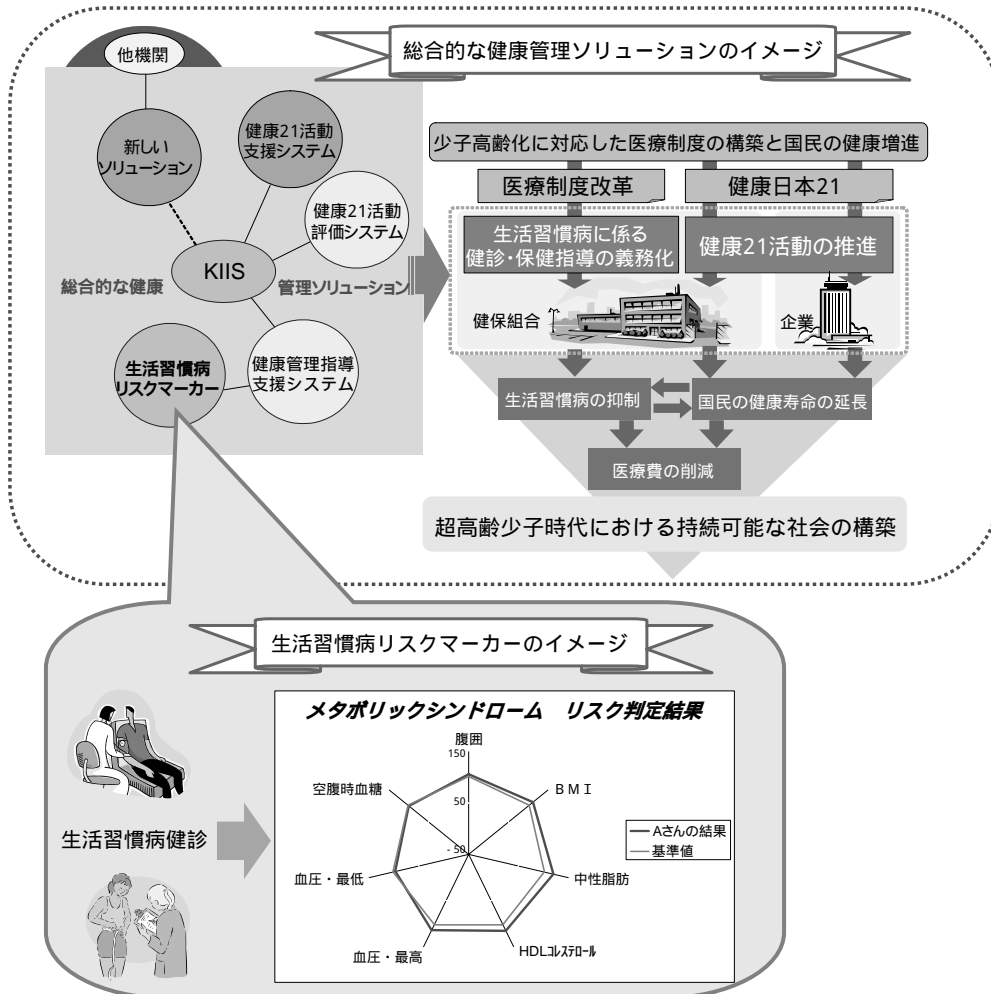 総合的な健康管理ソリューションのイメージ
他機関
新しい
ソリューション
健康21活動
支援システム
健康21活動
評価システム
KIIS
総合的な健康
管理ソリューション
生活習慣病
リスクマーカー
健康管理指導
支援システム
少子高齢化に対応した医療制度の構築と国民の健康増進
医療制度改革
健康日本21
生活習慣病に係る
健診・保健指導の義務化
健康21活動の推進
健保組合
企業
生活習慣病の抑制
国民の健康寿命の延長
医療費の削減
超高齢少子時代における持続可能な社会の構築
生活習慣病リスクマーカーのイメージ
生活習慣病健診
メタボリックシンドローム　リスク判定結果
腹囲
150
50
- 50
ＢＭＩ
中性脂肪
HDLｺﾚｽﾃﾛｰﾙ
血圧・最高
血圧・最低
空腹時血糖
Aさんの結果
基準値